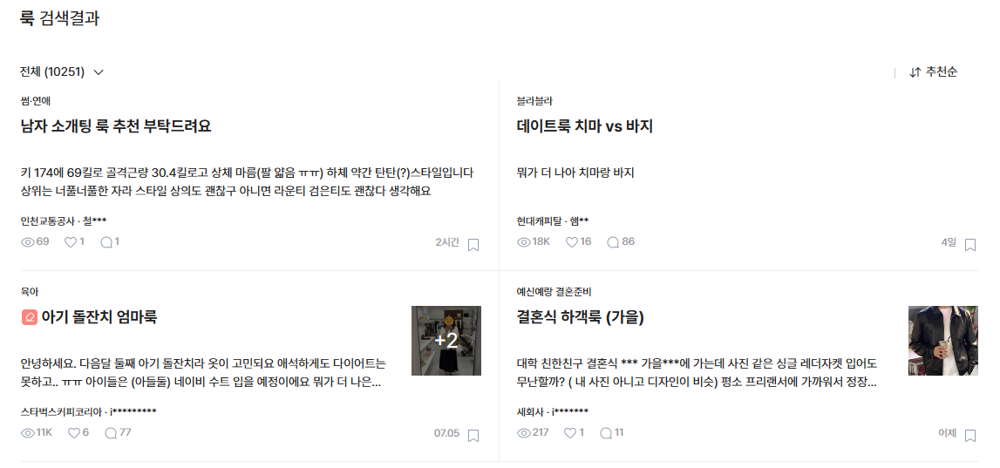 룩 검색결과
전체 (10251)
추천순
썸·연애
남자 소개팅 룩 추천 부탁드려요
키 174에 69킬로 골격근량 30.4킬로고 상체 마름(팔 얇음 ㅠㅠ) 하체 약간 탄탄(?)스타일입니다
상위는 너풀너풀한 자라 스타일 상의도 괜찮구 아니면 라운티 검은티도 괜찮다 생각해요
인천교통공사 · 철***
69 1 1 2시간
블라블라
데이트룩 치마 vs 바지
뭐가 더 나아 치마랑 바지
현대캐피탈 · 햄**
18K 16 86 4일
육아
아기 돌잔치 엄마룩
+2
안녕하세요. 다음달 둘째 아기 돌잔치라 옷이 고민되요 애석하게도 다이어트는
못하고.. ㅠㅠ 아이들은 (아들둘) 네이비 수트 입을 예정이에요 뭐가 더 나은...
스타벅스커피코리아 · i*********
11K 6 77 07.05
예신예랑 결혼준비
결혼식 하객룩 (가을)
대학 친한친구 결혼식 *** 가을***에 가는데 사진 같은 싱글 레더자켓 입어도
무난할까? ( 내 사진 아니고 디자인이 비슷) 평소 프리랜서에 가까워서 정장...
새회사 · i*******
217 1 11 어제